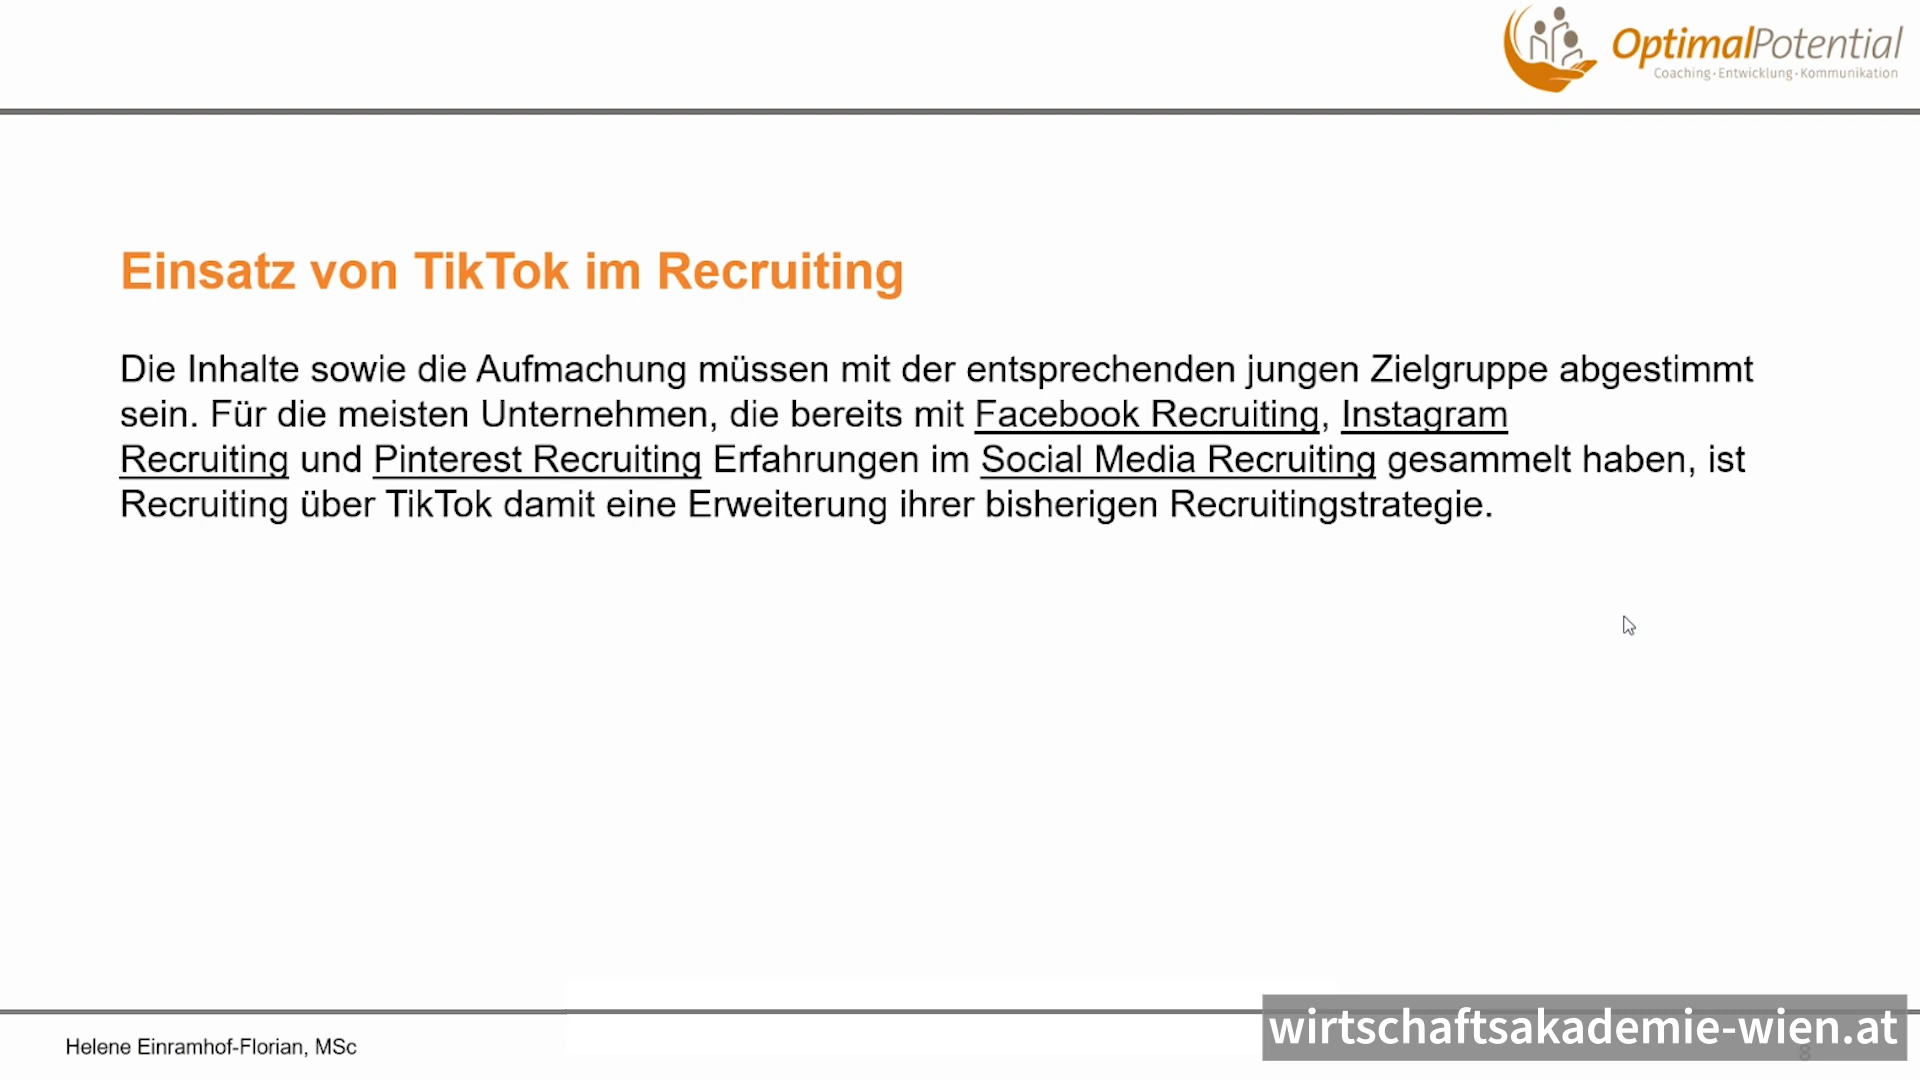 OptimalPotential
Coaching·Entwicklung·Kommunikation
Einsatz von TikTok im Recruiting
Die Inhalte sowie die Aufmachung müssen mit der entsprechenden jungen Zielgruppe abgestimmt
sein. Für die meisten Unternehmen, die bereits mit Facebook Recruiting, Instagram
Recruiting und Pinterest Recruiting Erfahrungen im Social Media Recruiting gesammelt haben, ist
Recruiting über TikTok damit eine Erweiterung ihrer bisherigen Recruitingstrategie.
Helene Einramhof-Florian, MSc
wirtschaftsakademie-wien.at